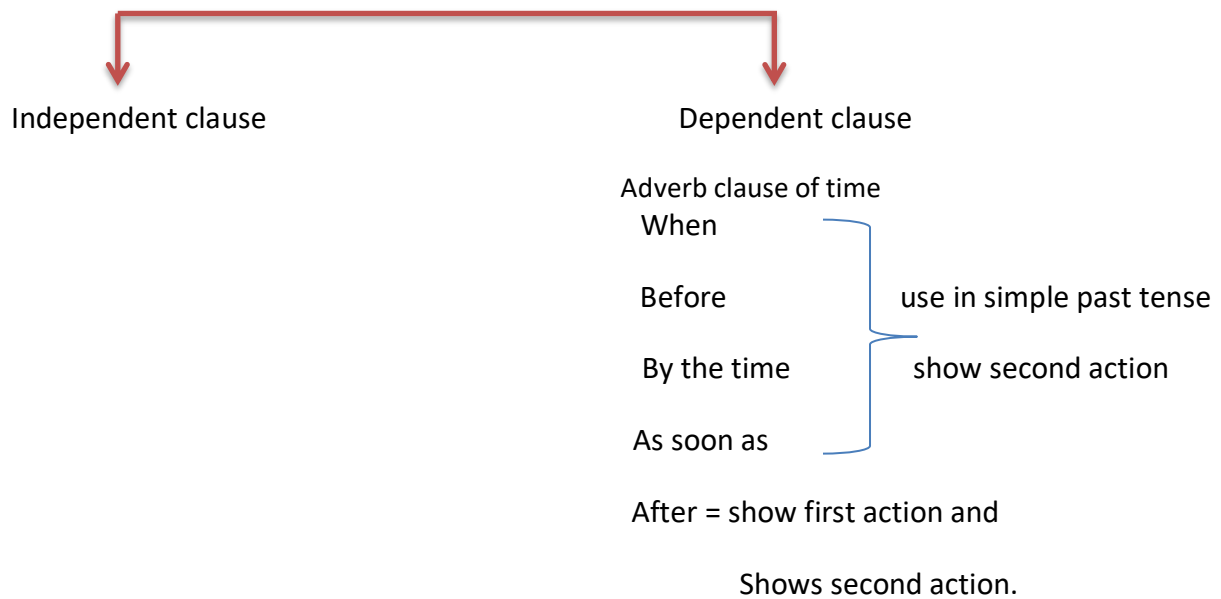 Independent clause Dependent clause
Adverb clause of time
When
Before use in simple past tense
By the time show second action
As soon as
After = show first action and
Shows second action.